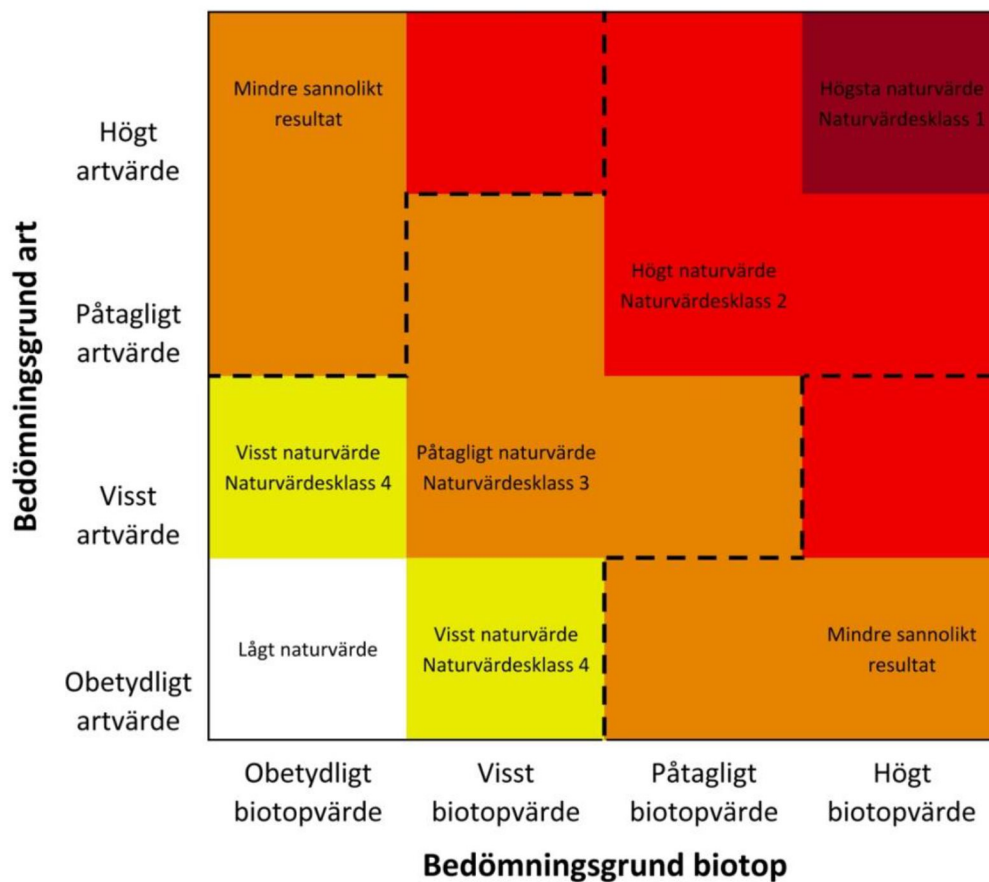 Bedömningsgrund art
Högt
artvärde
Mindre sannolikt
resultat
Högsta naturvärde
Naturvärdesklass 1
Påtagligt
artvärde
Högt naturvärde
Naturvärdesklass 2
Visst
artvärde
Visst naturvärde
Naturvärdesklass 4
Påtagligt naturvärde
Naturvärdesklass 3
Obetydligt
artvärde
Lågt naturvärde
Visst naturvärde
Naturvärdesklass 4
Mindre sannolikt
resultat
Obetydligt
biotopvärde
Visst
biotopvärde
Påtagligt
biotopvärde
Högt
biotopvärde
Bedömningsgrund biotop